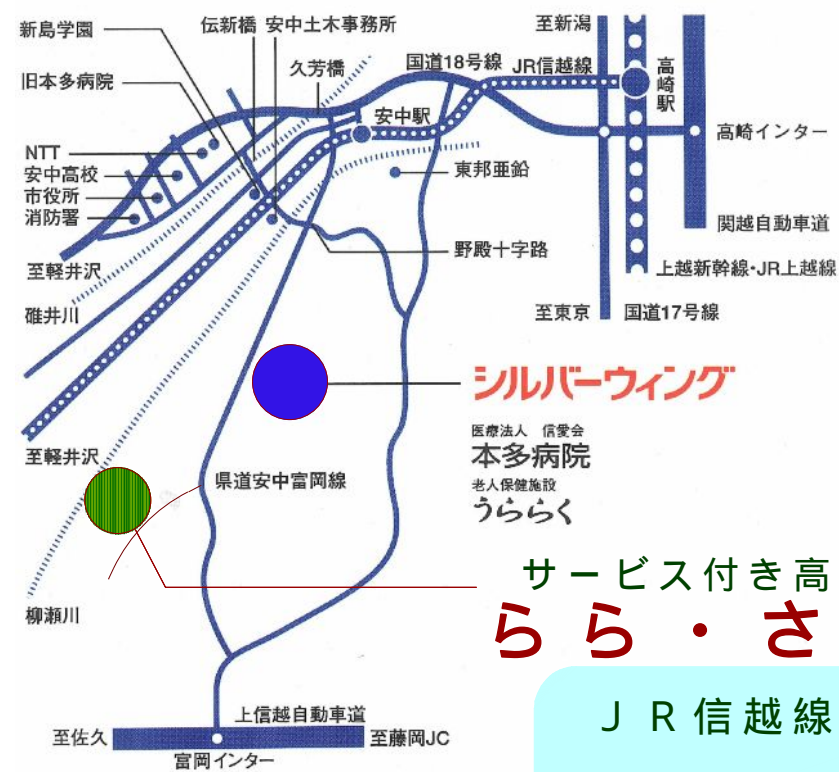 新島学園
伝新橋
安中土木事務所
至新潟
国道18号線
JR信越線
高崎駅
旧本多病院
久芳橋
安中駅
高崎インター
NTT
安中高校
市役所
消防署
東邦亜鉛
関越自動車道
野殿十字路
至軽井沢
上越新幹線・JR上越線
碓井川
至東京
国道17号線
シルバーウィング
医療法人 信愛会
本多病院
至軽井沢
県道安中富岡線
老人保健施設
うららく
サービス付き高
らら・さ
柳瀬川
JR信越線
上信越自動車道
至佐久
至藤岡JC
富岡インター